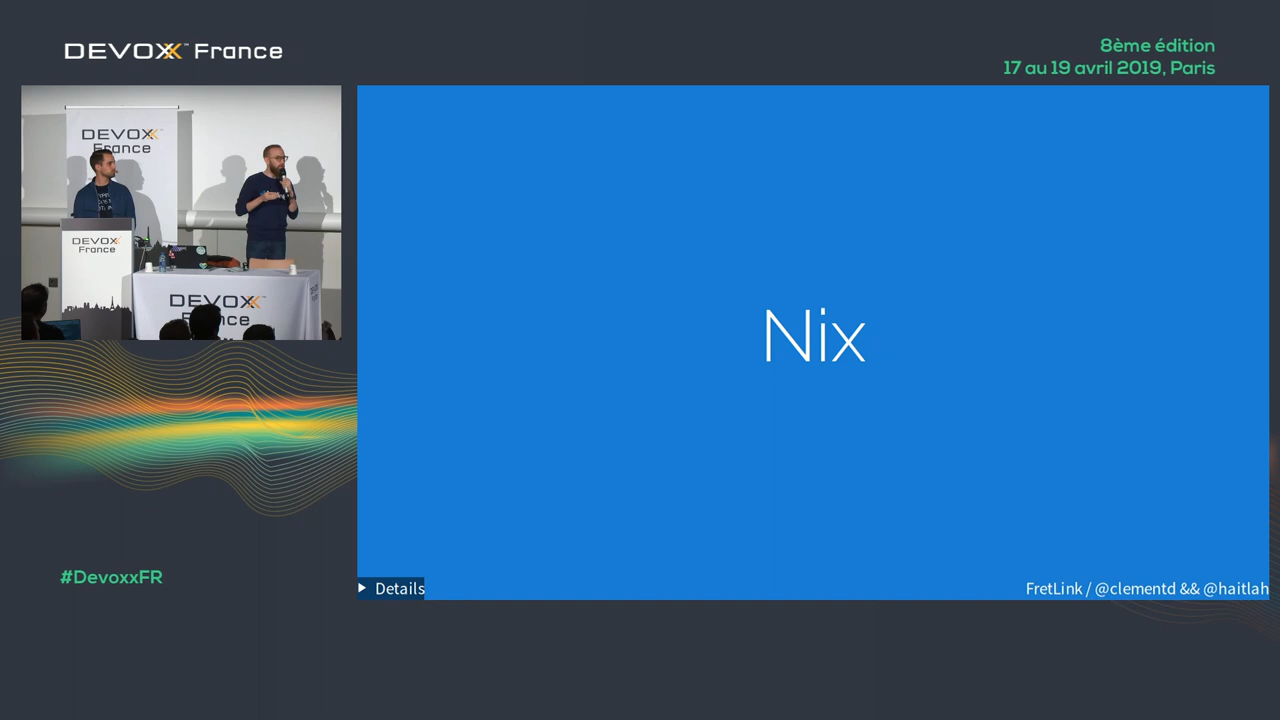 DEVOXX™ France
8ème édition
17 au 19 avril 2019, Paris
DEVOXX
France
DEVOXX
France
DEVOXX
France
Nix
#DevoxxFR
Details
FretLink / @clementd && @haitlah